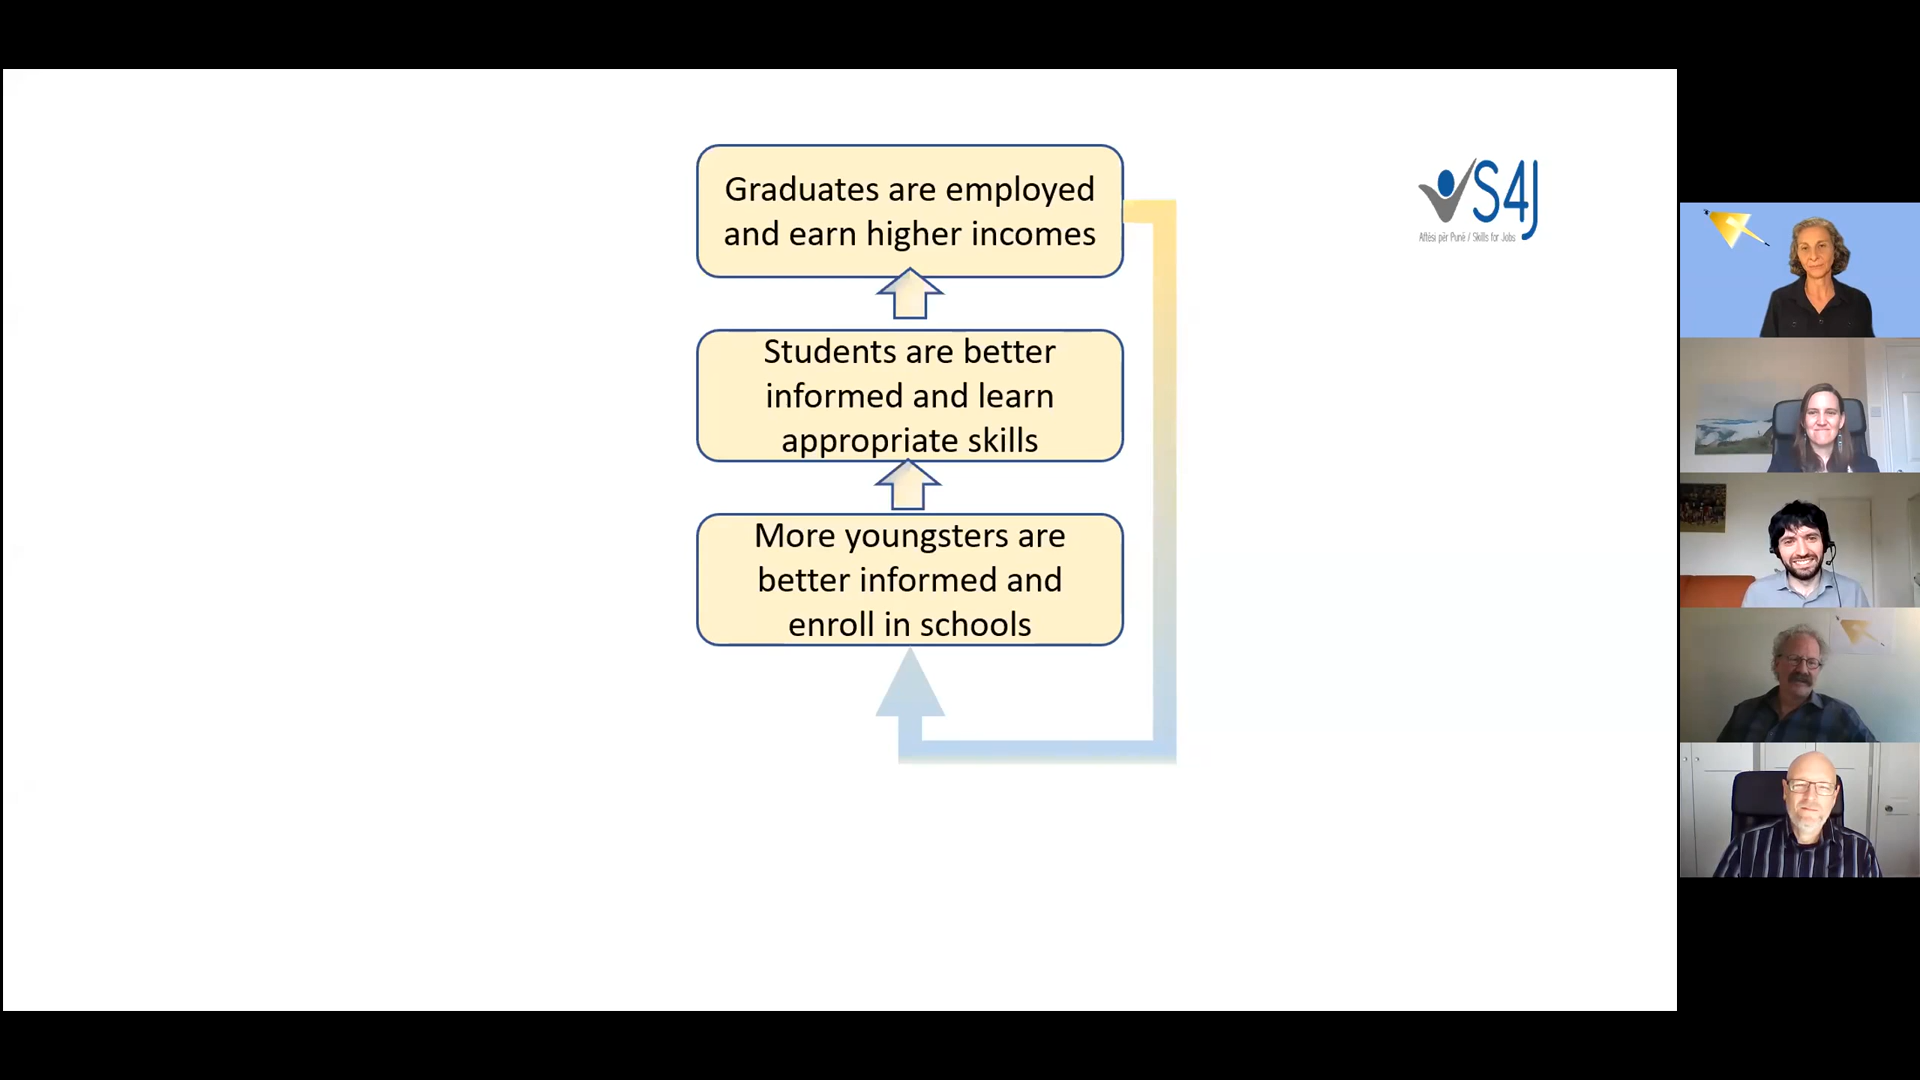 Graduates are employed
and earn higher incomes
S4J
Aftësi për Punë / Skills for Jobs
Students are better
informed and learn
appropriate skills
More youngsters are
better informed and
enroll in schools